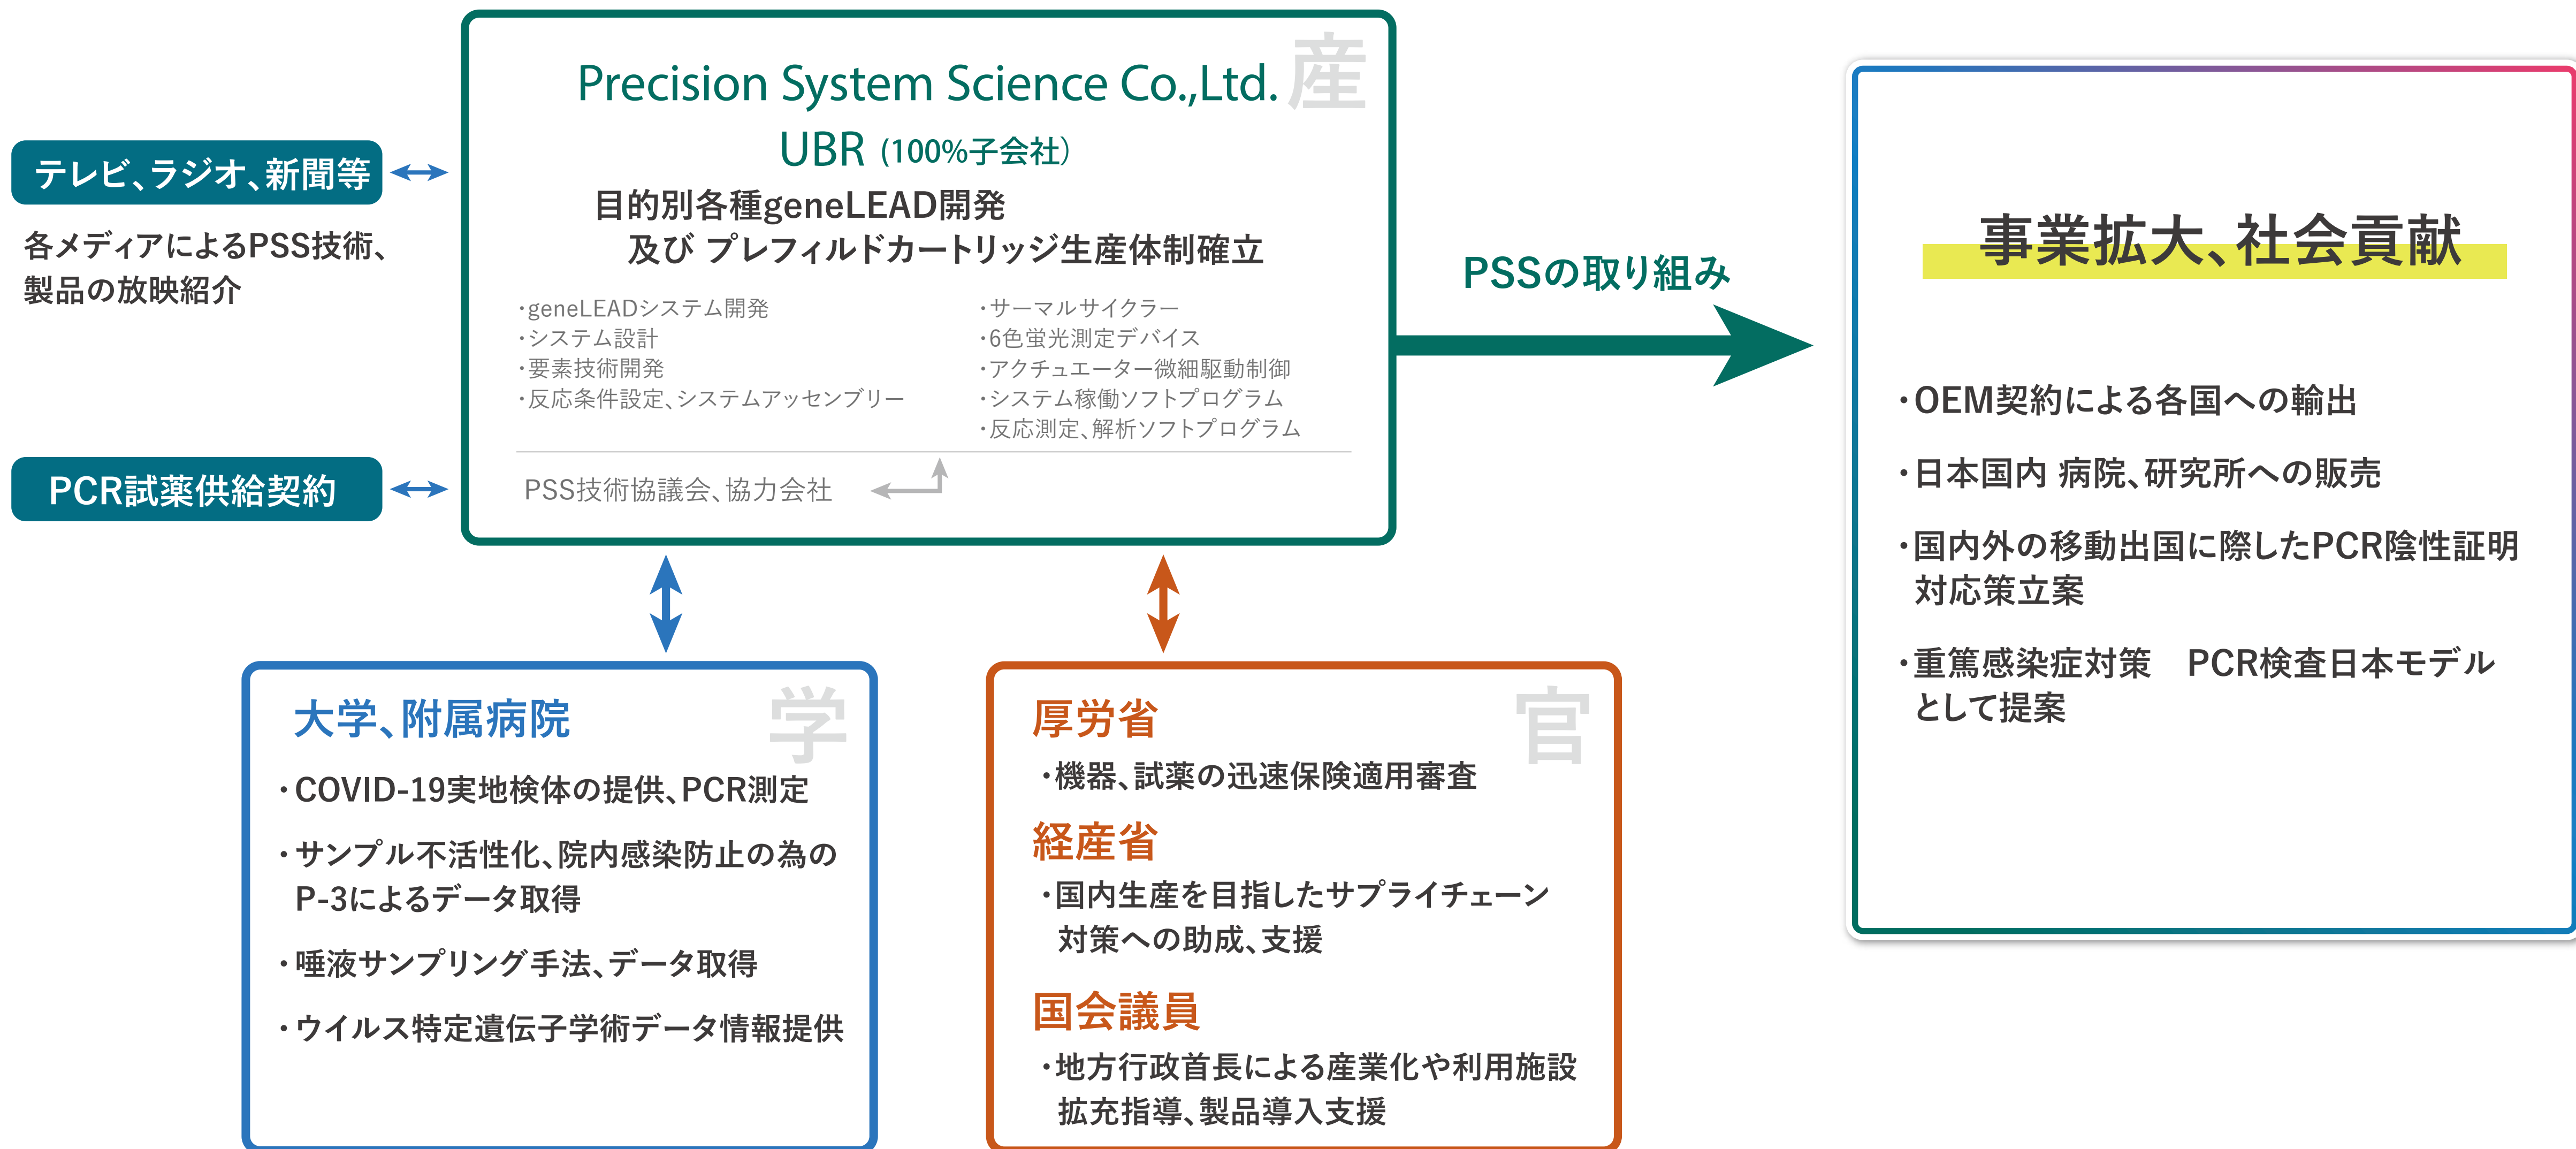 産
Precision System Science Co.,Ltd.
UBR (100%子会社)
目的別各種geneLEAD開発
及び プレフィルドカートリッジ生産体制確立
・geneLEADシステム開発
・システム設計
・要素技術開発
・反応条件設定、システムアッセンブリー
・サーマルサイクラー
・6色蛍光測定デバイス
・アクチュエーター微細駆動制御
・システム稼働ソフトプログラム
・反応測定、解析ソフトプログラム
PSS技術協議会、協力会社
テレビ、ラジオ、新聞等
各メディアによるPSS技術、
製品の放映紹介
PCR試薬供給契約
学
大学、附属病院
・COVID-19実地検体の提供、PCR測定
・サンプル不活性化、院内感染防止の為の
P-3によるデータ取得
・唾液サンプリング手法、データ取得
・ウイルス特定遺伝子学術データ情報提供
官
厚労省
・機器、試薬の迅速保険適用審査
経産省
・国内生産を目指したサプライチェーン
対策への助成、支援
国会議員
・地方行政首長による産業化や利用施設
拡充指導、製品導入支援
PSSの取り組み
事業拡大、社会貢献
・OEM契約による各国への輸出
・日本国内 病院、研究所への販売
・国内外の移動出国に際したPCR陰性証明
対応策立案
・重篤感染症対策　PCR検査日本モデル
として提案